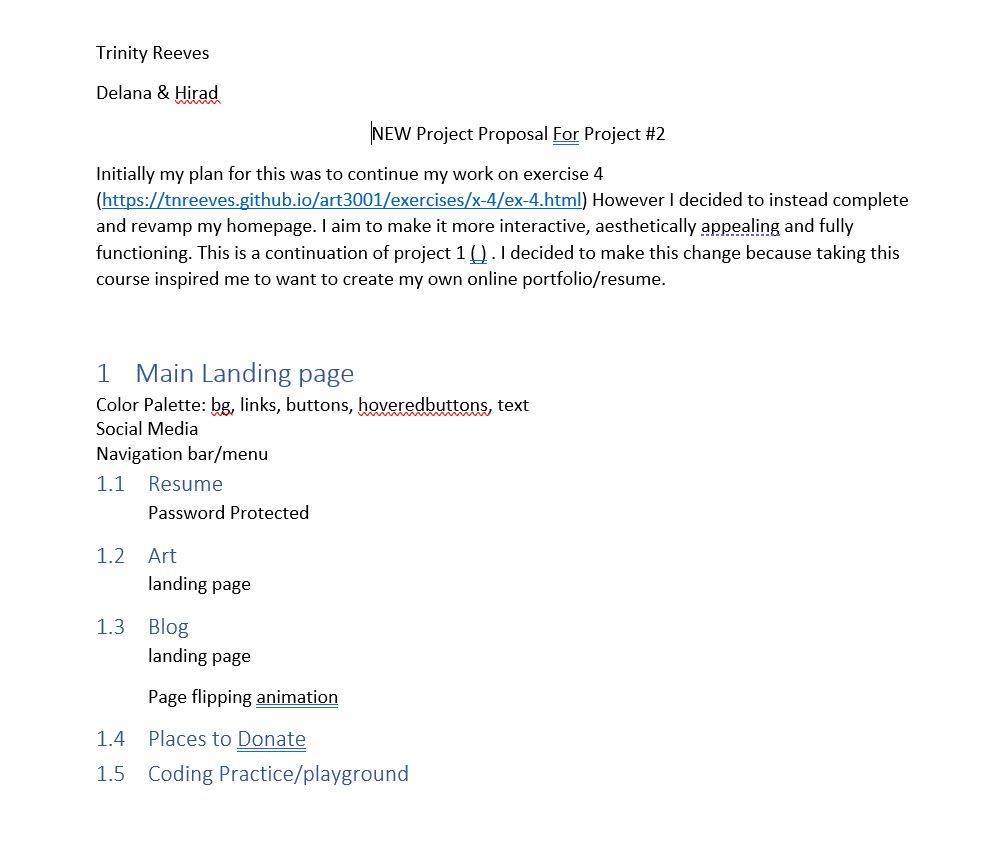 Trinity Reeves
Delana & Hirad
NEW Project Proposal For Project #2
Initially my plan for this was to continue my work on exercise 4
(https://tnreeves.github.io/art3001/exercises/x-4/ex-4.html) However I decided to instead complete
and revamp my homepage. I aim to make it more interactive, aesthetically appealing and fully
functioning. This is a continuation of project 1 ( ) . I decided to make this change because taking this
course inspired me to want to create my own online portfolio/resume.
1 Main Landing page
Color Palette: bg, links, buttons, hoveredbuttons, text
Social Media
Navigation bar/menu
1.1 Resume
Password Protected
1.2 Art
landing page
1.3 Blog
landing page
Page flipping animation
1.4 Places to Donate
1.5 Coding Practice/playground